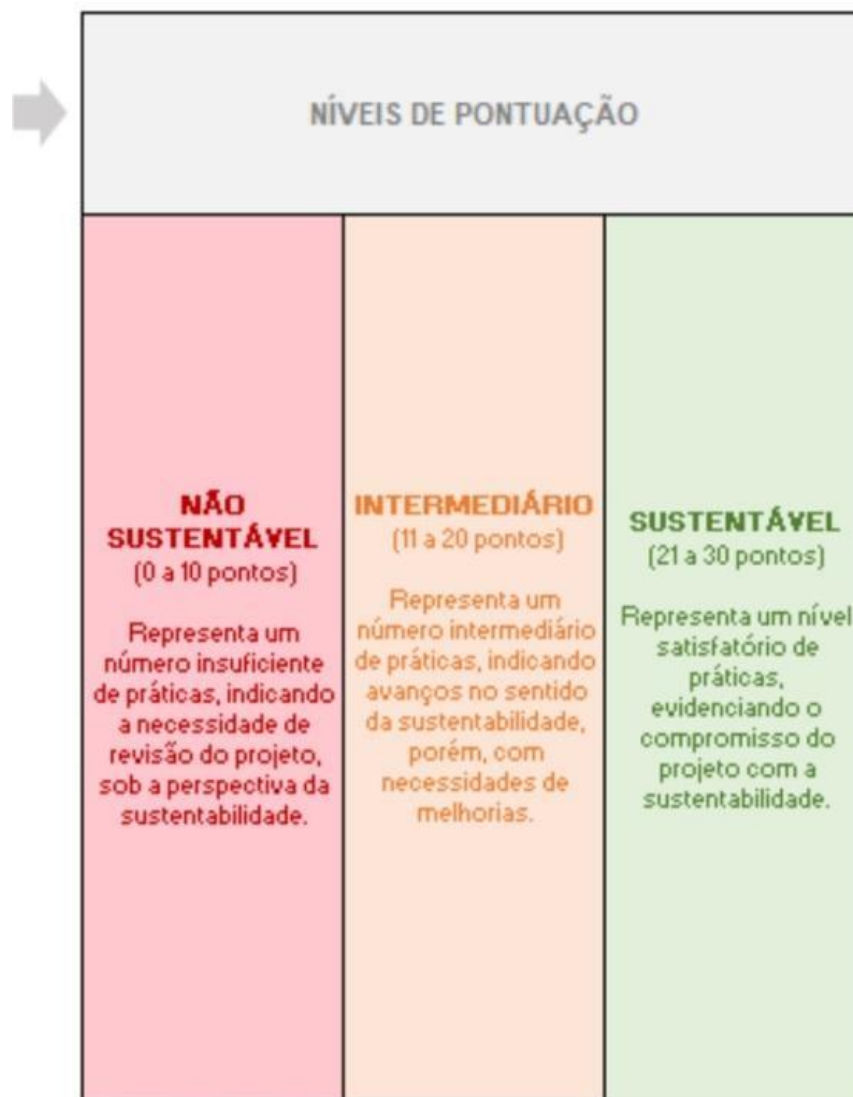 NÍVEIS DE PONTUAÇÃO
NÃO
SUSTENTÁVEL
(0 a 10 pontos)
Representa um
número insuficiente
de práticas, indicando
a necessidade de
revisão do projeto,
sob a perspectiva da
sustentabilidade.
INTERMEDIÁRIO
(11 a 20 pontos)
Representa um
número intermediário
de práticas, indicando
avanços no sentido
da sustentabilidade,
porém, com
necessidades de
melhorias.
SUSTENTÁVEL
(21 a 30 pontos)
Representa um nível
satisfatório de
práticas,
evidenciando o
compromisso do
projeto com a
sustentabilidade.